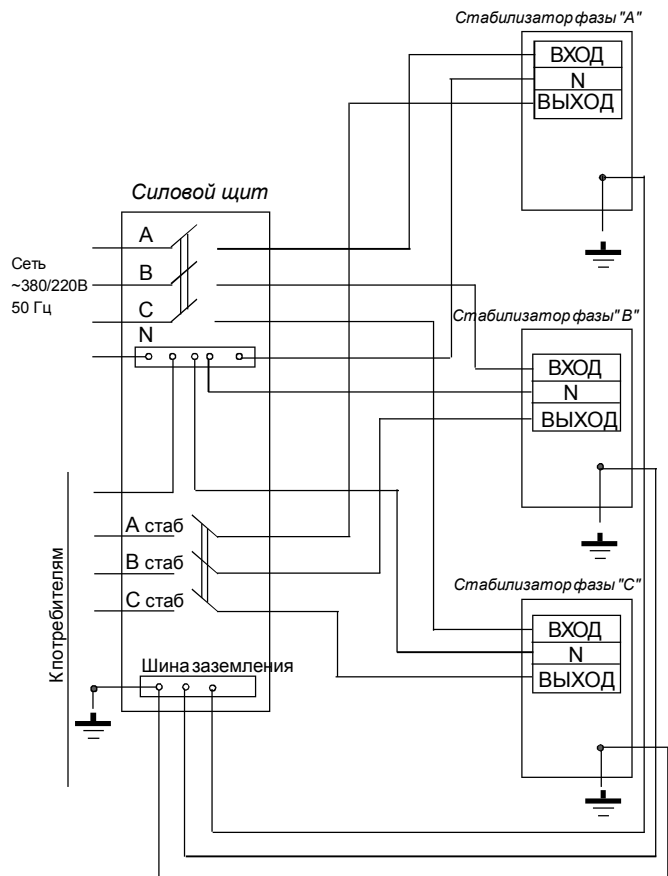 Стабилизатор фазы "А"
ВХОД
N
ВЫХОД
Силовой щит
А
В
С
N
Сеть
~380/220В
50 Гц
Стабилизатор фазы" В"
ВХОД
N
ВЫХОД
А стаб
В стаб
С стаб
К потребителям
Стабилизатор фазы "С"
ВХОД
N
ВЫХОД
Шина заземления